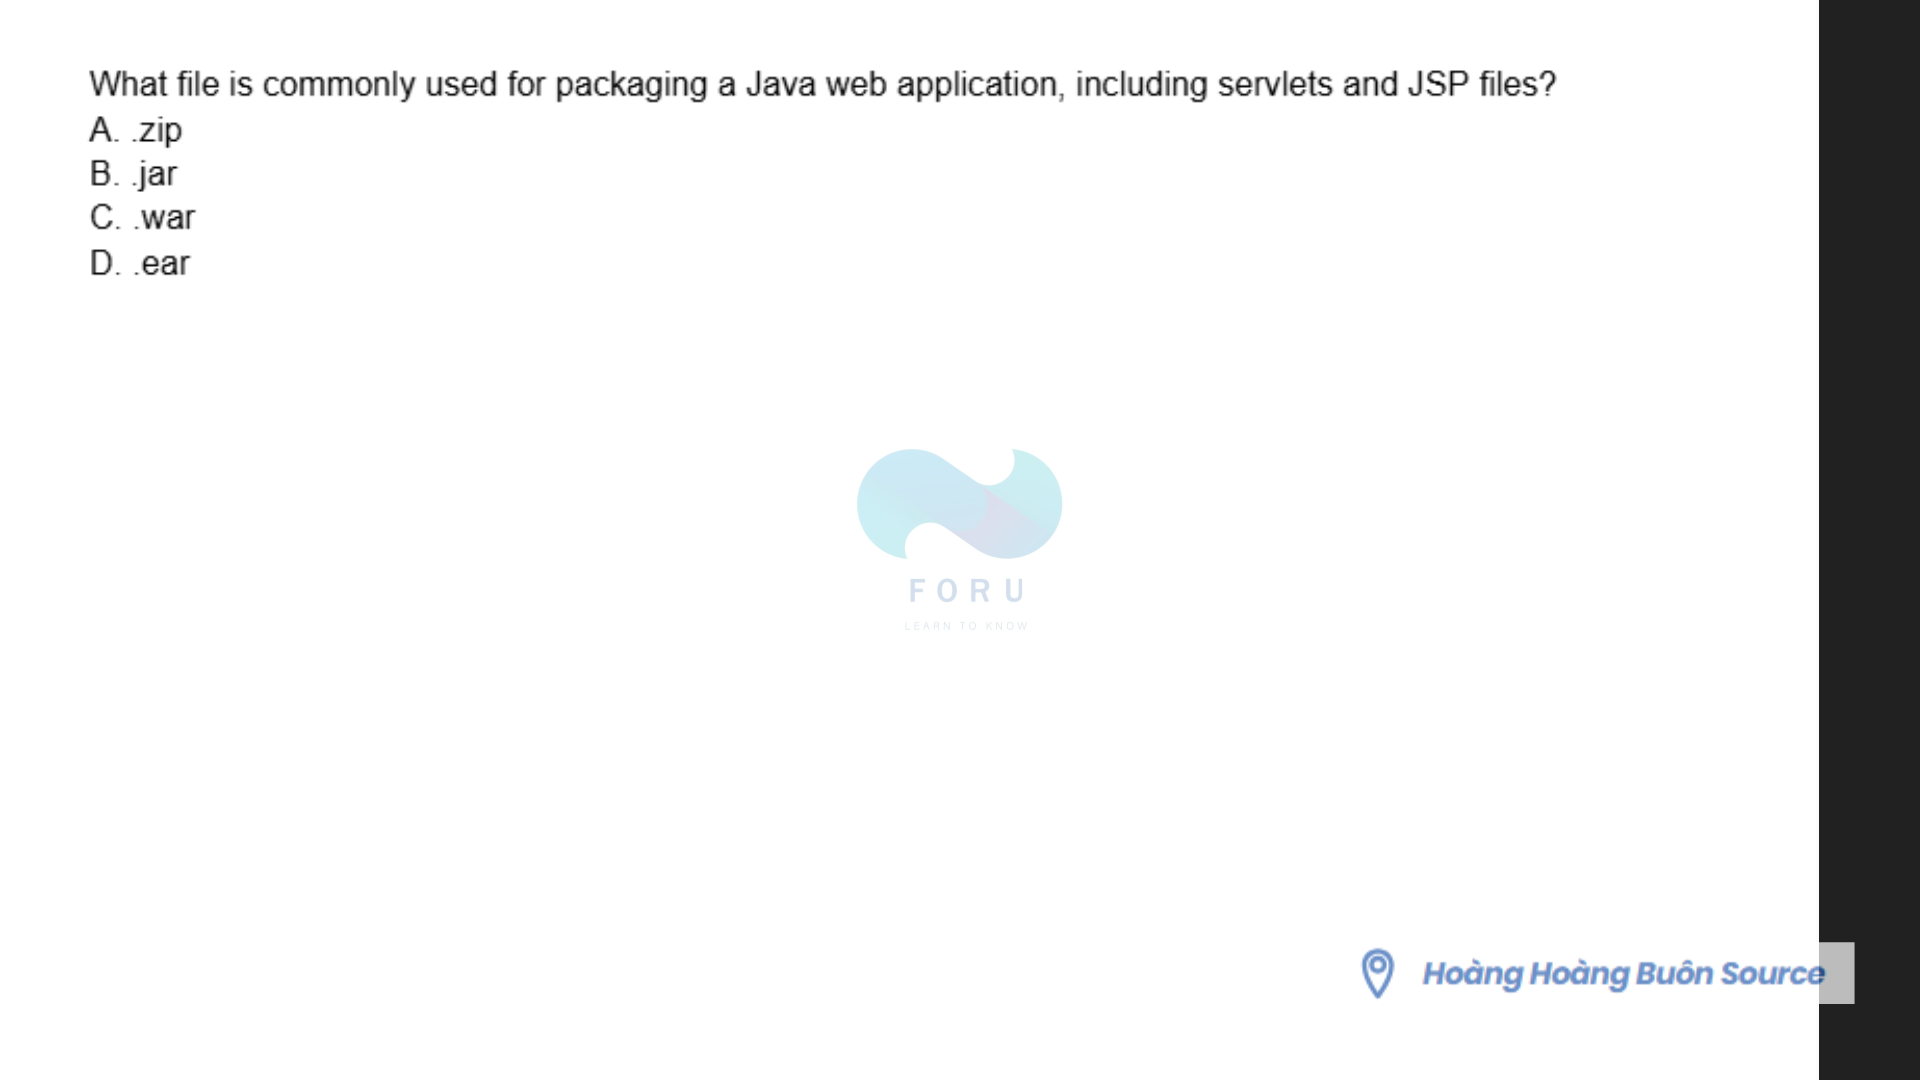 What file is commonly used for packaging a Java web application, including servlets and JSP files?
A. .zip
B. .jar
C. .war
D. .ear
FORU
LEARN TO KNOW
Hoàng Hoàng Buôn Source